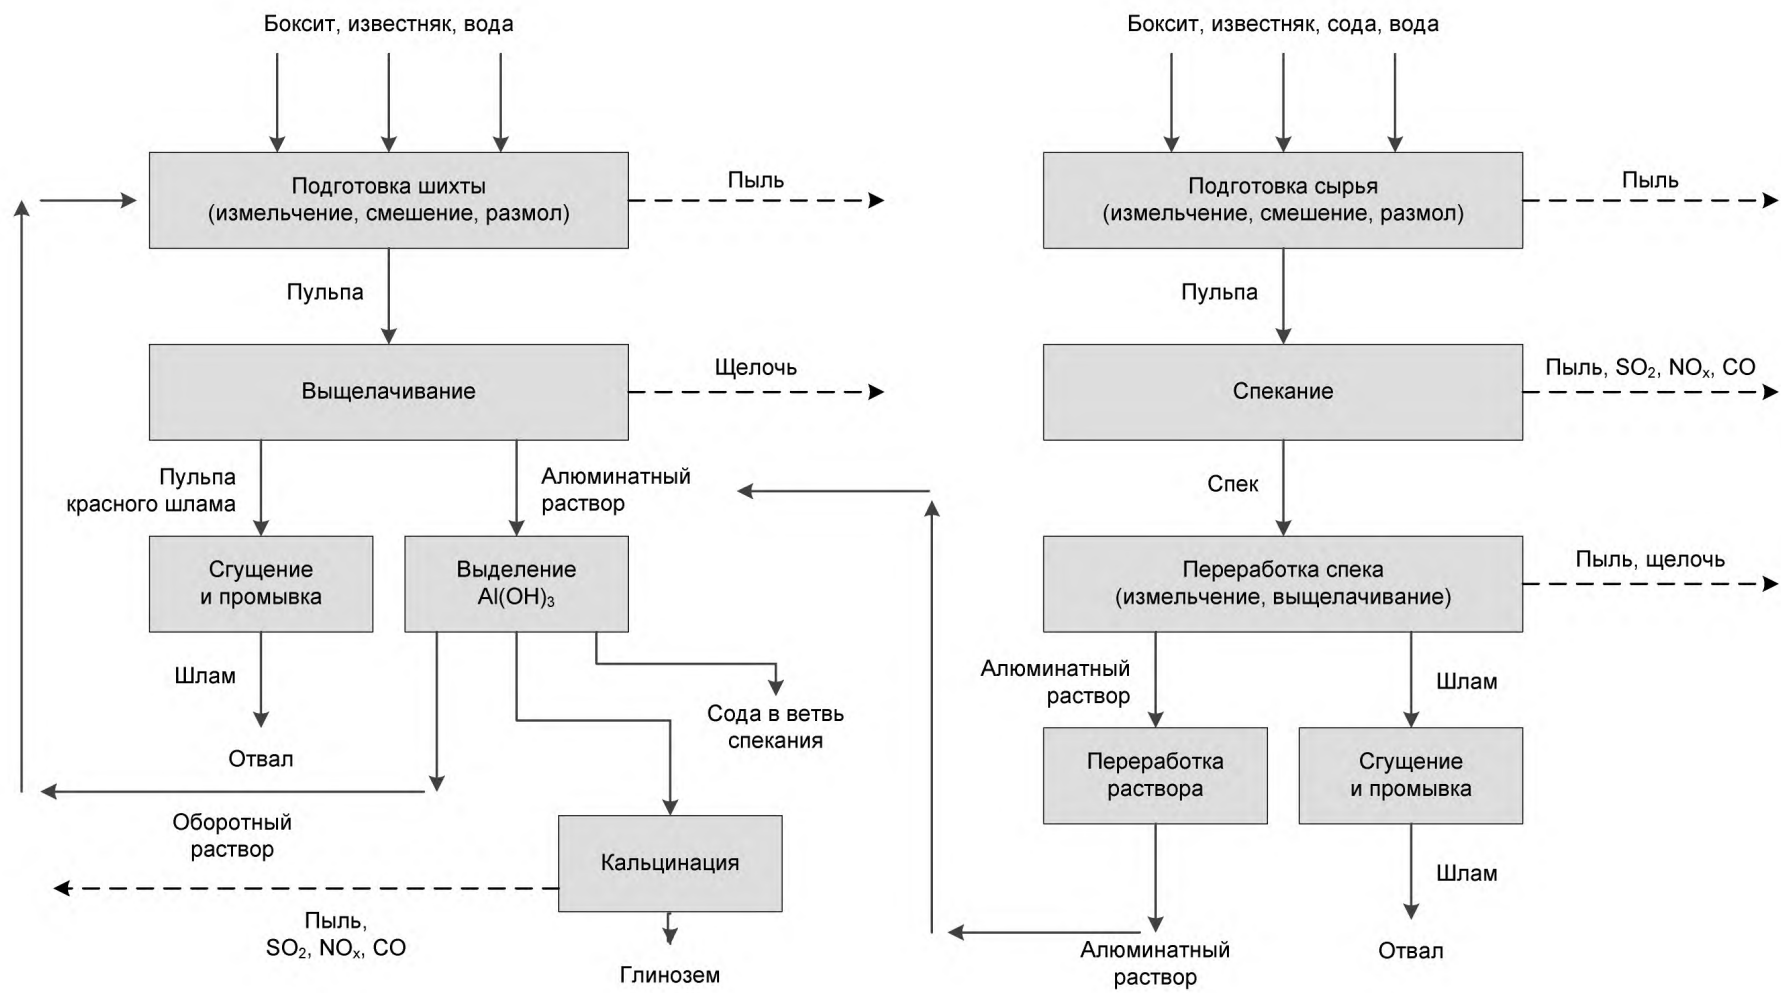 Боксит, известняк, вода
Подготовка шихты
(измельчение, смешение, размол)
Пыль
Пульпа
Выщелачивание
Щелочь
Пульпа
красного шлама
Алюминатный
раствор
Сгущение
и промывка
Выделение
Al(OH)₃
Шлам
Отвал
Сода в ветвь
спекания
Оборотный
раствор
Кальцинация
Пыль,
SO₂, NOₓ, CO
Глинозем
Боксит, известняк, сода, вода
Подготовка сырья
(измельчение, смешение, размол)
Пыль
Пульпа
Спекание
Пыль, SO₂, NOₓ, CO
Спек
Переработка спека
(измельчение, выщелачивание)
Пыль, щелочь
Алюминатный
раствор
Шлам
Переработка
раствора
Сгущение
и промывка
Шлам
Алюминатный
раствор
Отвал